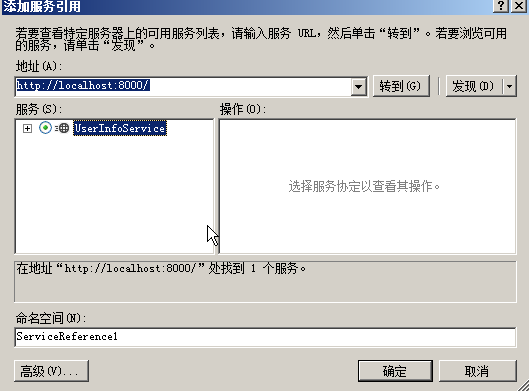 添加服务引用
若要查看特定服务器上的可用服务列表，请输入服务 URL，然后单击“转到”。若要浏览可用
的服务，请单击“发现”。
地址(A):
http://localhost:8000/
转到(G)
发现(D)
服务(S):
操作(O):
UserInfoService
选择服务协定以查看其操作。
在地址“http://localhost:8000/”处找到 1 个服务。
命名空间(N):
ServiceReference1
高级(V)...
确定
取消